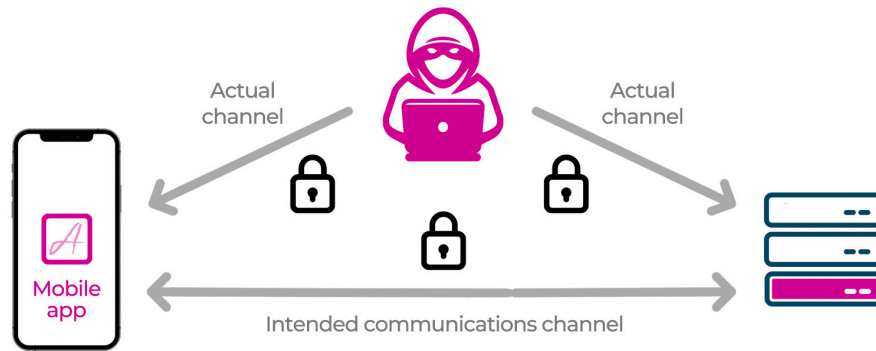 Actual
channel
Actual
channel
A
Mobile
app
Intended communications channel